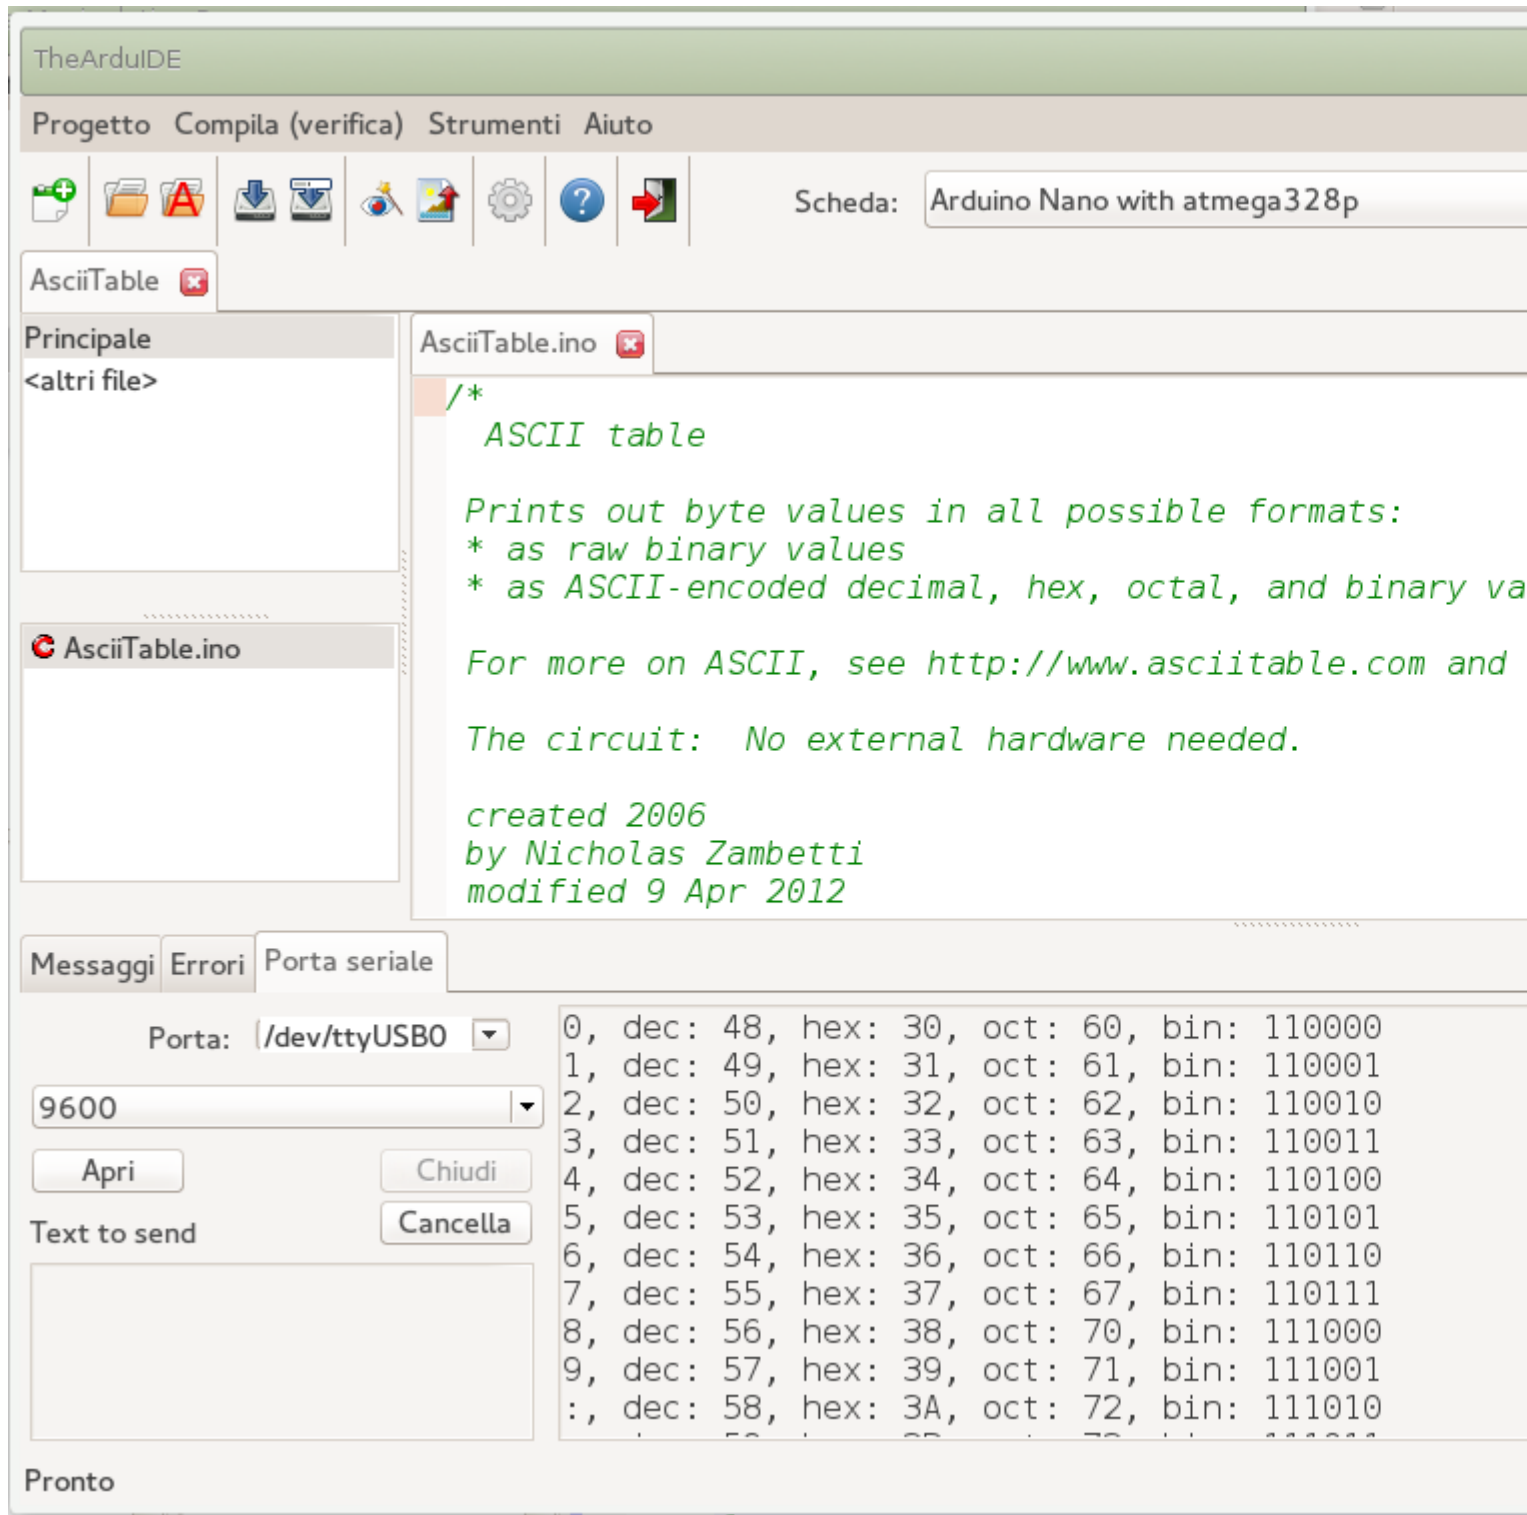 TheArduIDE
Progetto Compila (verifica) Strumenti Aiuto
Scheda: Arduino Nano with atmega328p
AsciiTable
Principale
<altri file>
AsciiTable.ino
AsciiTable.ino
/*
ASCII table
Prints out byte values in all possible formats:
* as raw binary values
* as ASCII-encoded decimal, hex, octal, and binary va
For more on ASCII, see http://www.asciitable.com and
The circuit:  No external hardware needed.
created 2006
by Nicholas Zambetti
modified 9 Apr 2012
Messaggi Errori Porta seriale
Porta: /dev/ttyUSB0
9600
Apri Chiudi
Text to send Cancella
0, dec: 48, hex: 30, oct: 60, bin: 110000
1, dec: 49, hex: 31, oct: 61, bin: 110001
2, dec: 50, hex: 32, oct: 62, bin: 110010
3, dec: 51, hex: 33, oct: 63, bin: 110011
4, dec: 52, hex: 34, oct: 64, bin: 110100
5, dec: 53, hex: 35, oct: 65, bin: 110101
6, dec: 54, hex: 36, oct: 66, bin: 110110
7, dec: 55, hex: 37, oct: 67, bin: 110111
8, dec: 56, hex: 38, oct: 70, bin: 111000
9, dec: 57, hex: 39, oct: 71, bin: 111001
:, dec: 58, hex: 3A, oct: 72, bin: 111010
Pronto